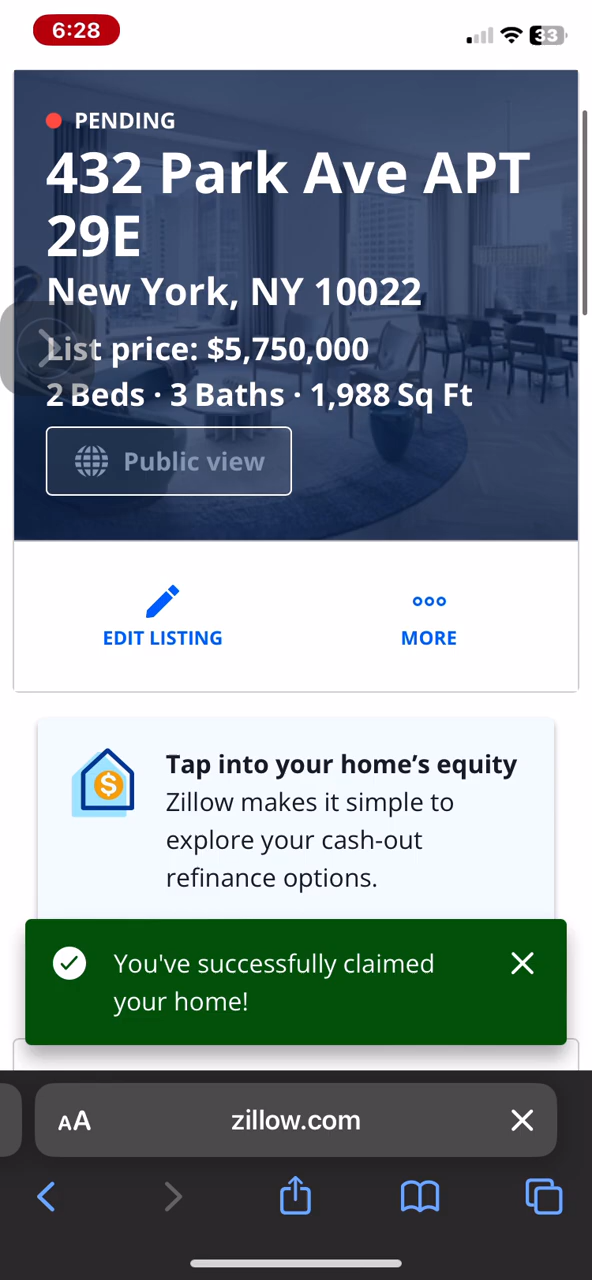 6:28
33
PENDING
432 Park Ave APT
29E
New York, NY 10022
List price: $5,750,000
2 Beds · 3 Baths · 1,988 Sq Ft
Public view
EDIT LISTING
MORE
Tap into your home’s equity
Zillow makes it simple to
explore your cash-out
refinance options.
You've successfully claimed
your home!
AA
zillow.com